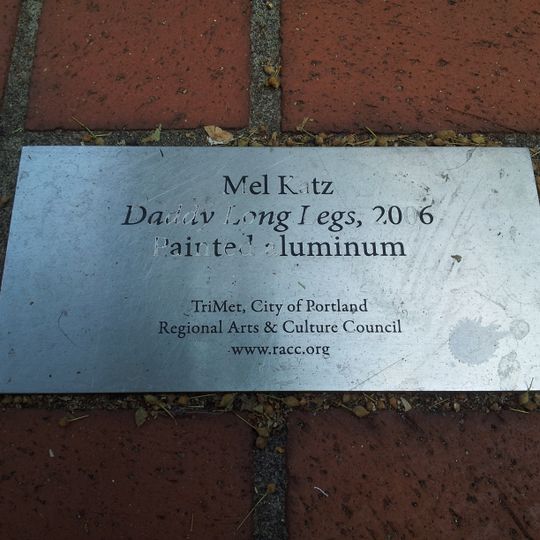 Mel Katz
Daddy Long Legs, 2006
Painted aluminum
TriMet, City of Portland
Regional Arts & Culture Council
www.racc.org